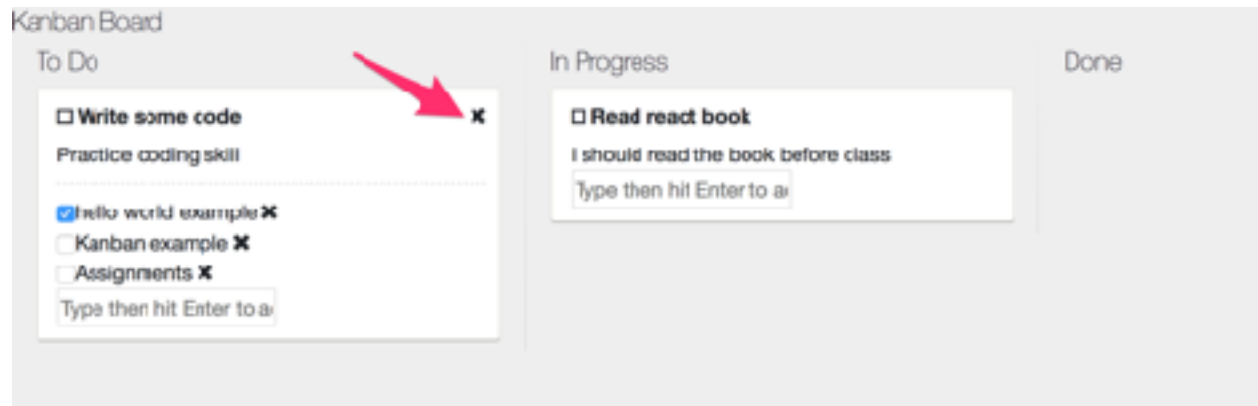 Kanban Board
To Do
Write some code
Practice coding skill
hello world example
Kanban example
Assignments
Type then hit Enter to a
In Progress
Read react book
I should read the book before class
Type then hit Enter to a
Done